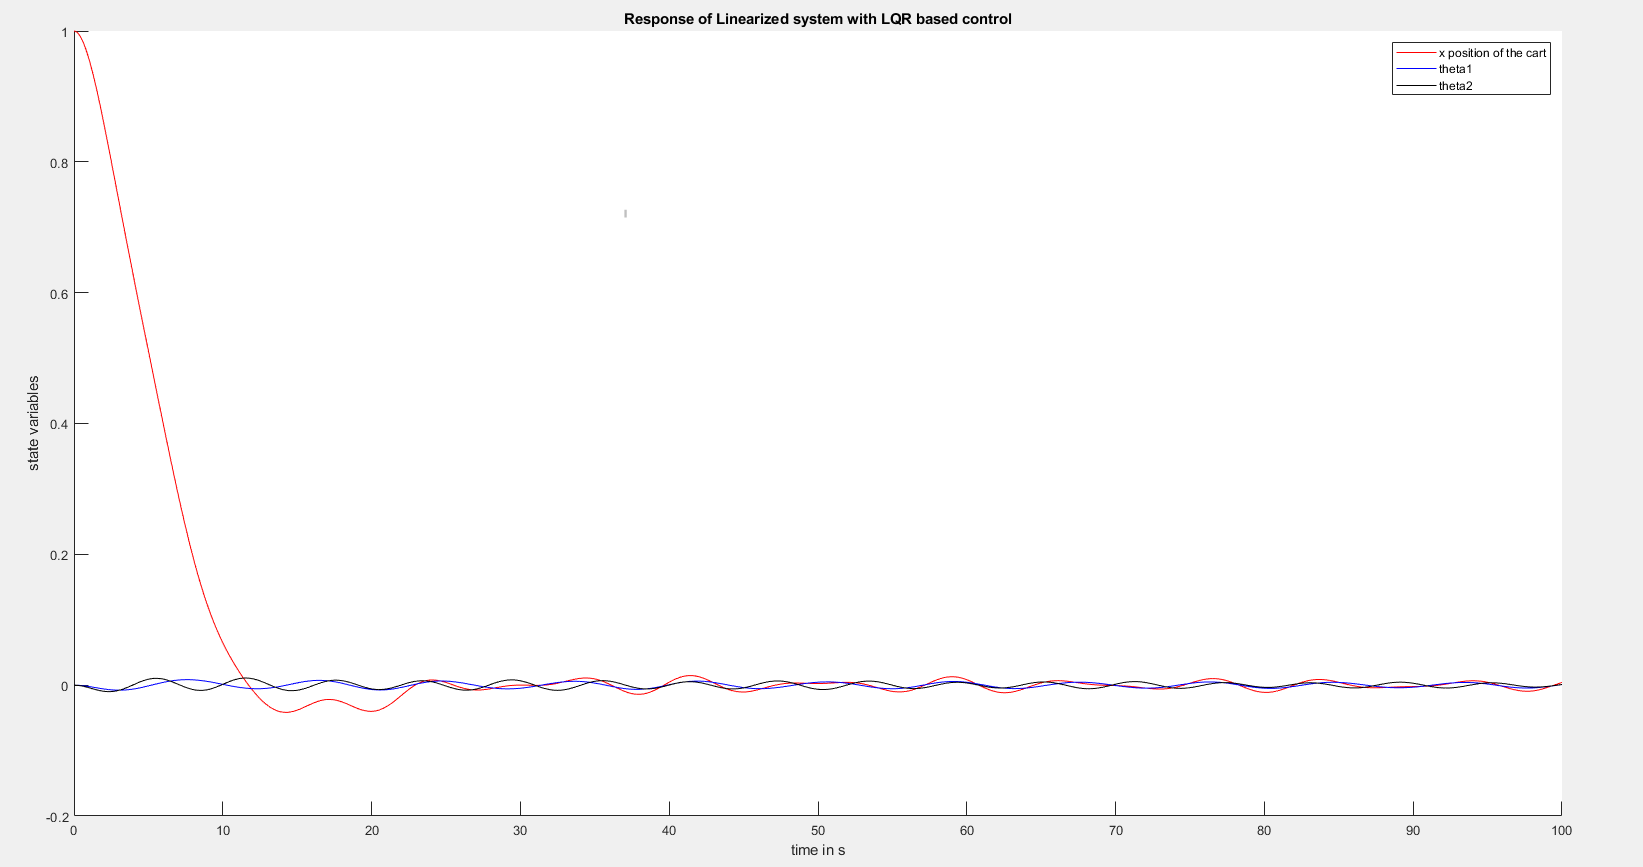 Response of Linearized system with LQR based control
x position of the cart
theta1
theta2
1
0.8
0.6
0.4
0.2
0
-0.2
state variables
0 10 20 30 40 50 60 70 80 90 100
time in s